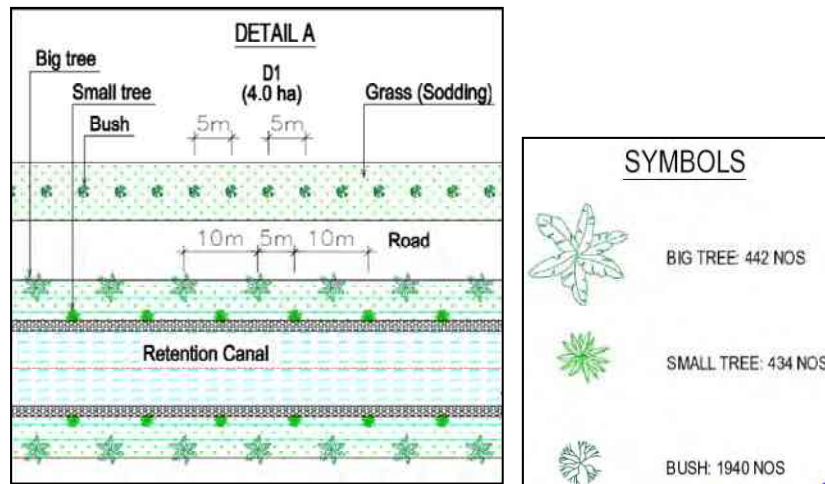 DETAIL A
Big tree
D1
Small tree
(4.0 ha)
Grass (Sodding)
Bush
5m
5m
10m
5m
10m
Road
Retention Canal
SYMBOLS
BIG TREE: 442 NOS
SMALL TREE: 434 NOS
BUSH: 1940 NOS